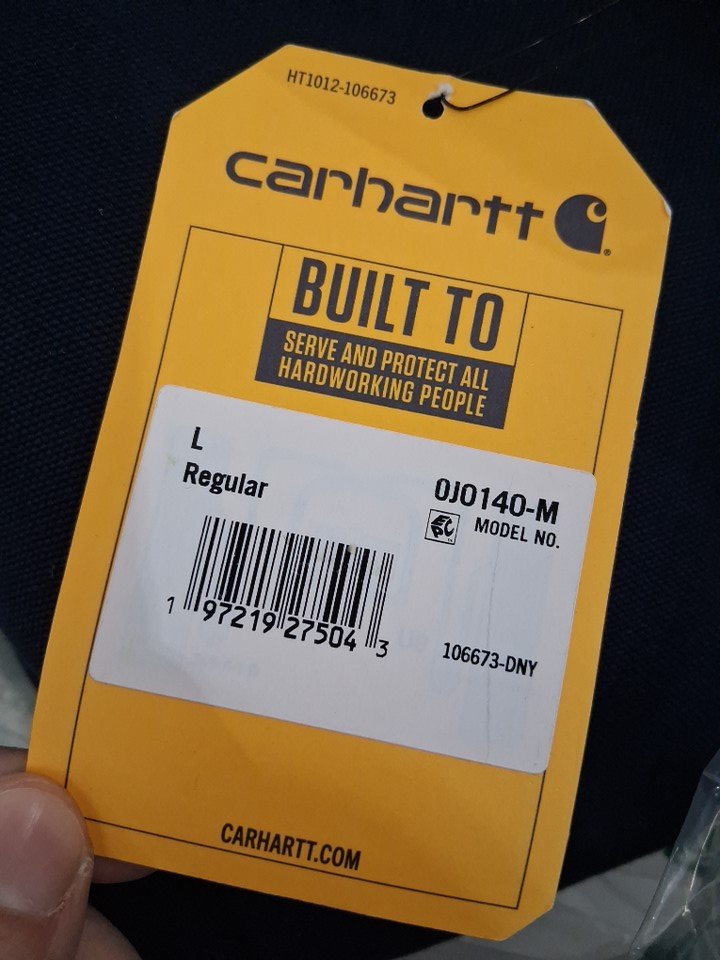 HT1012-106673
carhartt
BUILT TO
SERVE AND PROTECT ALL
HARDWORKING PEOPLE
L
Regular
0J0140-M
EPC
MODEL NO.
1 97219 27504 3
106673-DNY
CARHARTT.COM